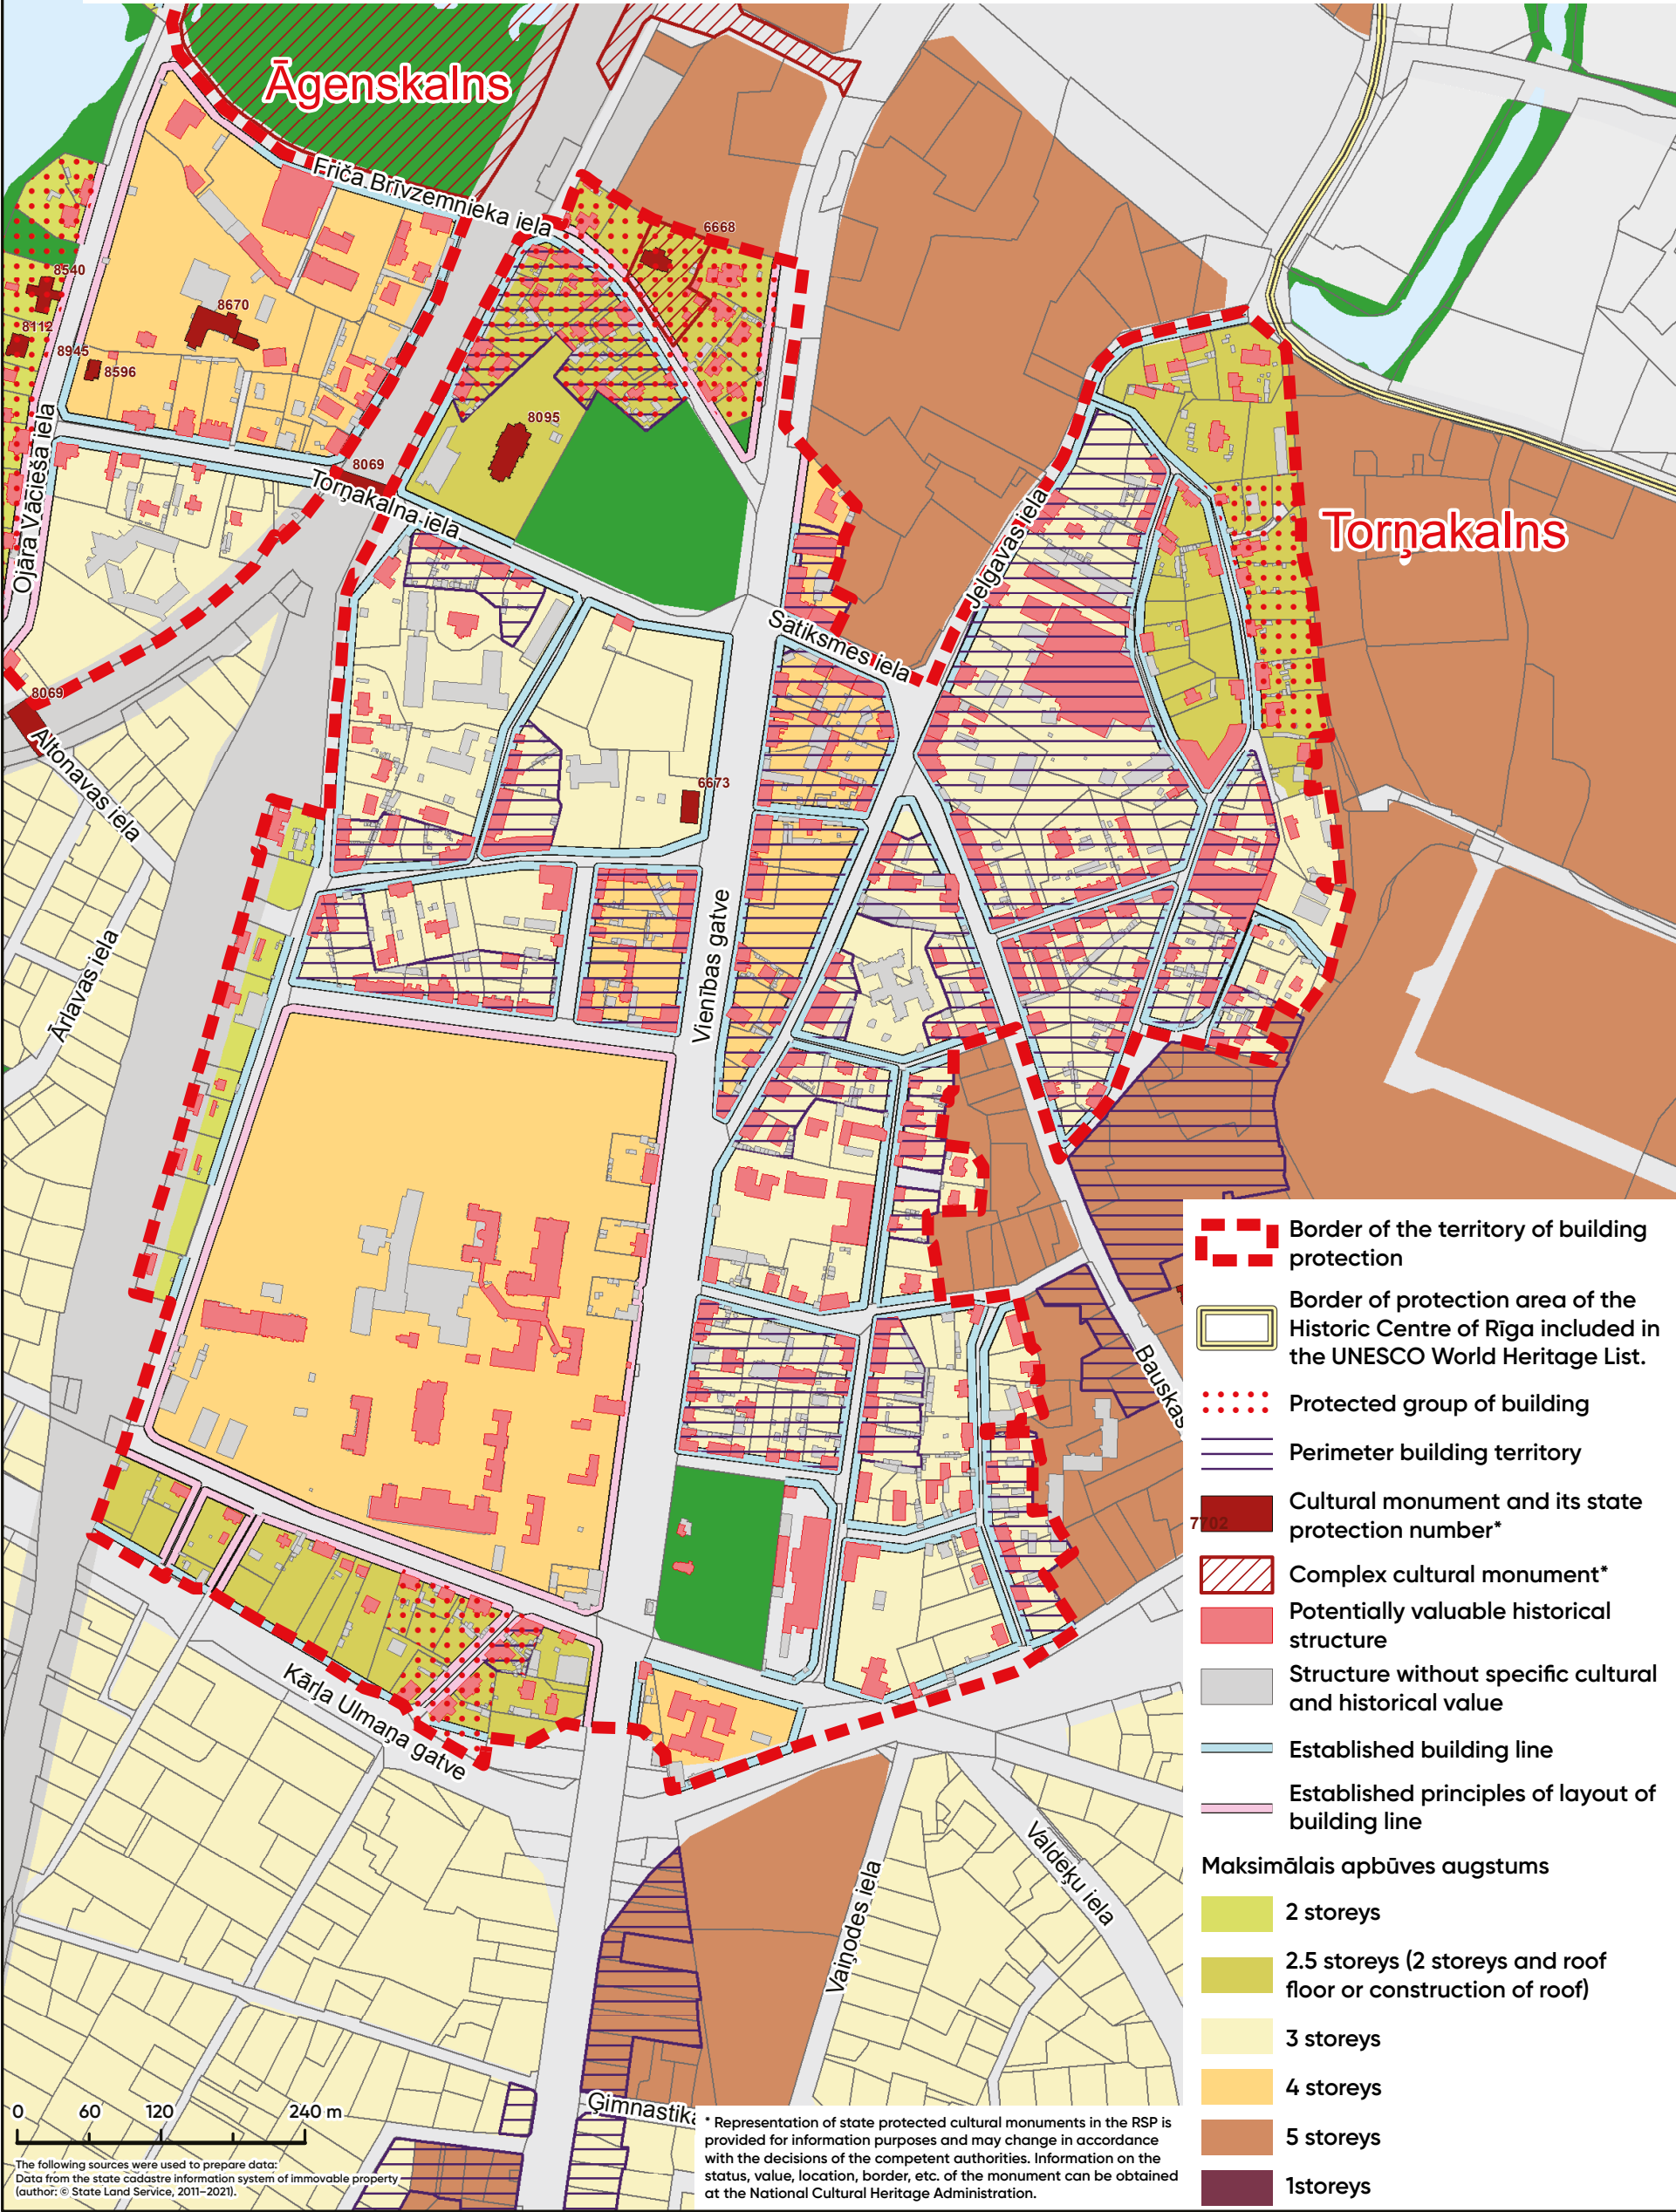 Āgenskalns
Friča Brīvzemnieka iela
6668
8540
8670
8112
8945
8596
8095
Ojāra Vācieša iela
8069
Torņakalna iela
Torņakalns
Jelgavas iela
Satiksmes iela
8069
Altonavas iela
6673
Vienības gatve
Ārlavas iela
Bauskas
7702
Kārļa Ulmaņa gatve
Vaiņodes iela
Valdeķu iela
Ģimnastika
Border of the territory of building
protection
Border of protection area of the
Historic Centre of Rīga included in
the UNESCO World Heritage List.
Protected group of building
Perimeter building territory
Cultural monument and its state
protection number*
Complex cultural monument*
Potentially valuable historical
structure
Structure without specific cultural
and historical value
Established building line
Established principles of layout of
building line
Maksimālais apbūves augstums
2 storeys
2.5 storeys (2 storeys and roof
floor or construction of roof)
3 storeys
4 storeys
5 storeys
1storeys
0 60 120 240 m
The following sources were used to prepare data:
Data from the state cadastre information system of immovable property
(author: © State Land Service, 2011–2021).
* Representation of state protected cultural monuments in the RSP is
provided for information purposes and may change in accordance
with the decisions of the competent authorities. Information on the
status, value, location, border, etc. of the monument can be obtained
at the National Cultural Heritage Administration.